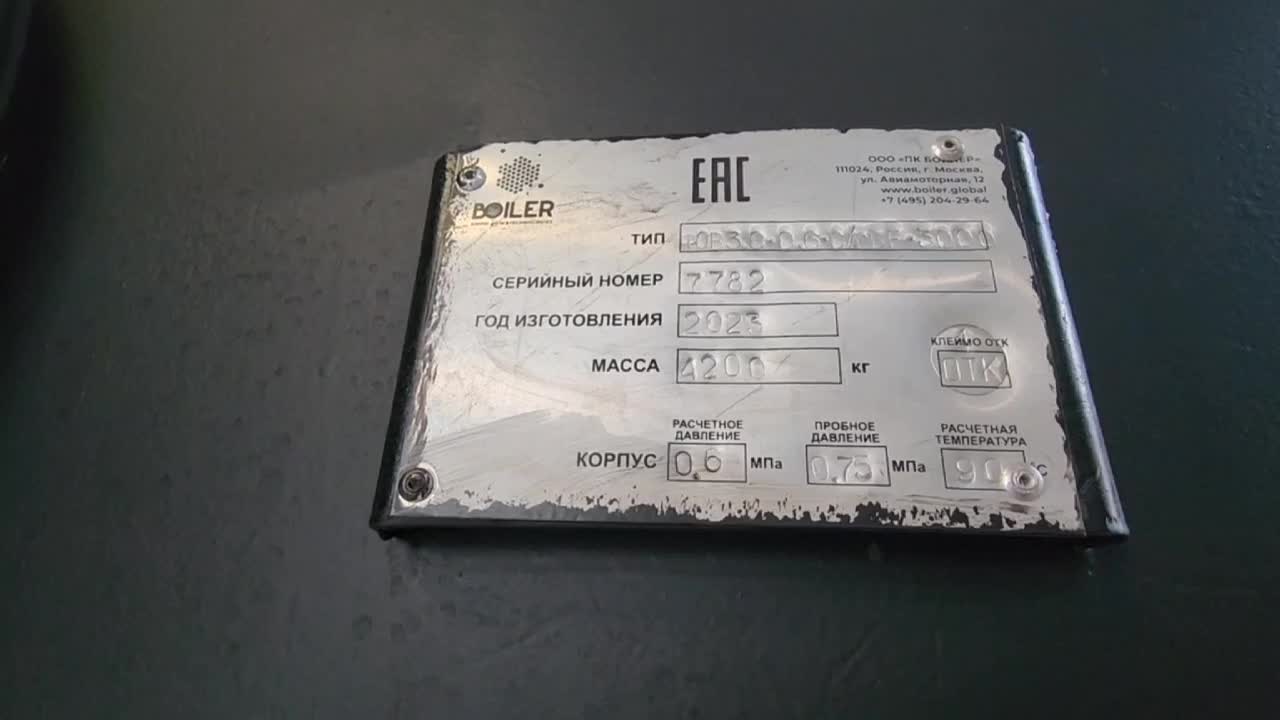 BOILER
EAC
ООО «ПК БОЙЛЕР»
111024, Россия, г. Москва,
ул. Авиамоторная, 12
www.boiler.global
+7 (495) 204-29-64
ТИП
СЕРИЙНЫЙ НОМЕР 7782
ГОД ИЗГОТОВЛЕНИЯ 2023
МАССА 4200 КГ
КЛЕЙМО ОТК
ОТК
РАСЧЕТНОЕ ДАВЛЕНИЕ
ПРОБНОЕ ДАВЛЕНИЕ
РАСЧЕТНАЯ ТЕМПЕРАТУРА
КОРПУС 0.6 МПа 0.75 МПа 90 °С